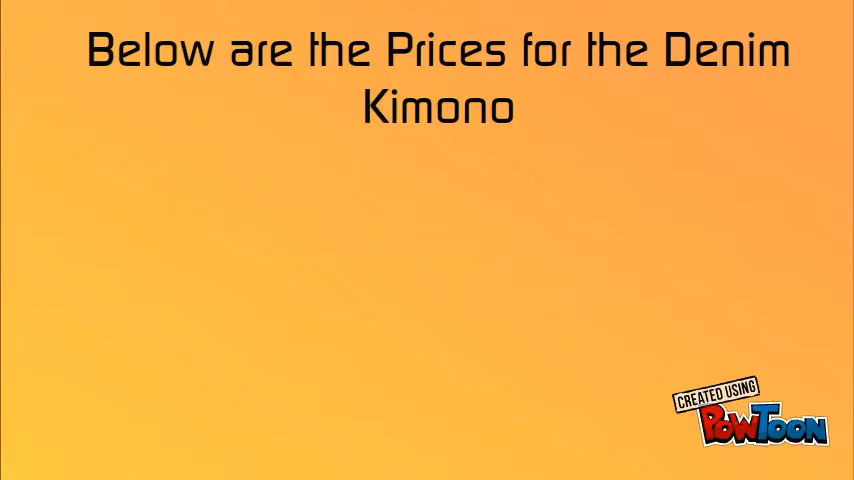 Below are the Prices for the Denim
Kimono
CREATED USING
POWTOON